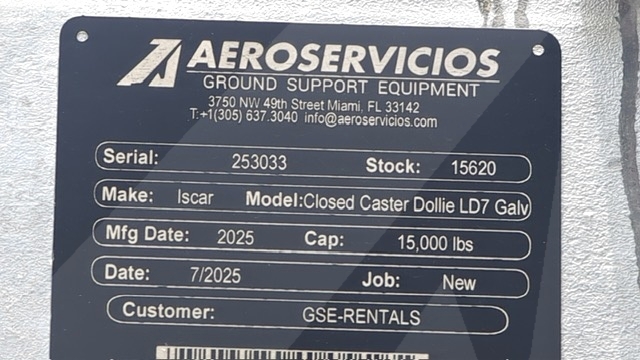 AEROSERVICIOS
GROUND SUPPORT EQUIPMENT
3750 NW 49th Street Miami, FL 33142
T:+1(305) 637.3040 info@aeroservicios.com
Serial: 253033 Stock: 15620
Make: Iscar Model:Closed Caster Dollie LD7 Galv
Mfg Date: 2025 Cap: 15,000 lbs
Date: 7/2025 Job: New
Customer: GSE-RENTALS